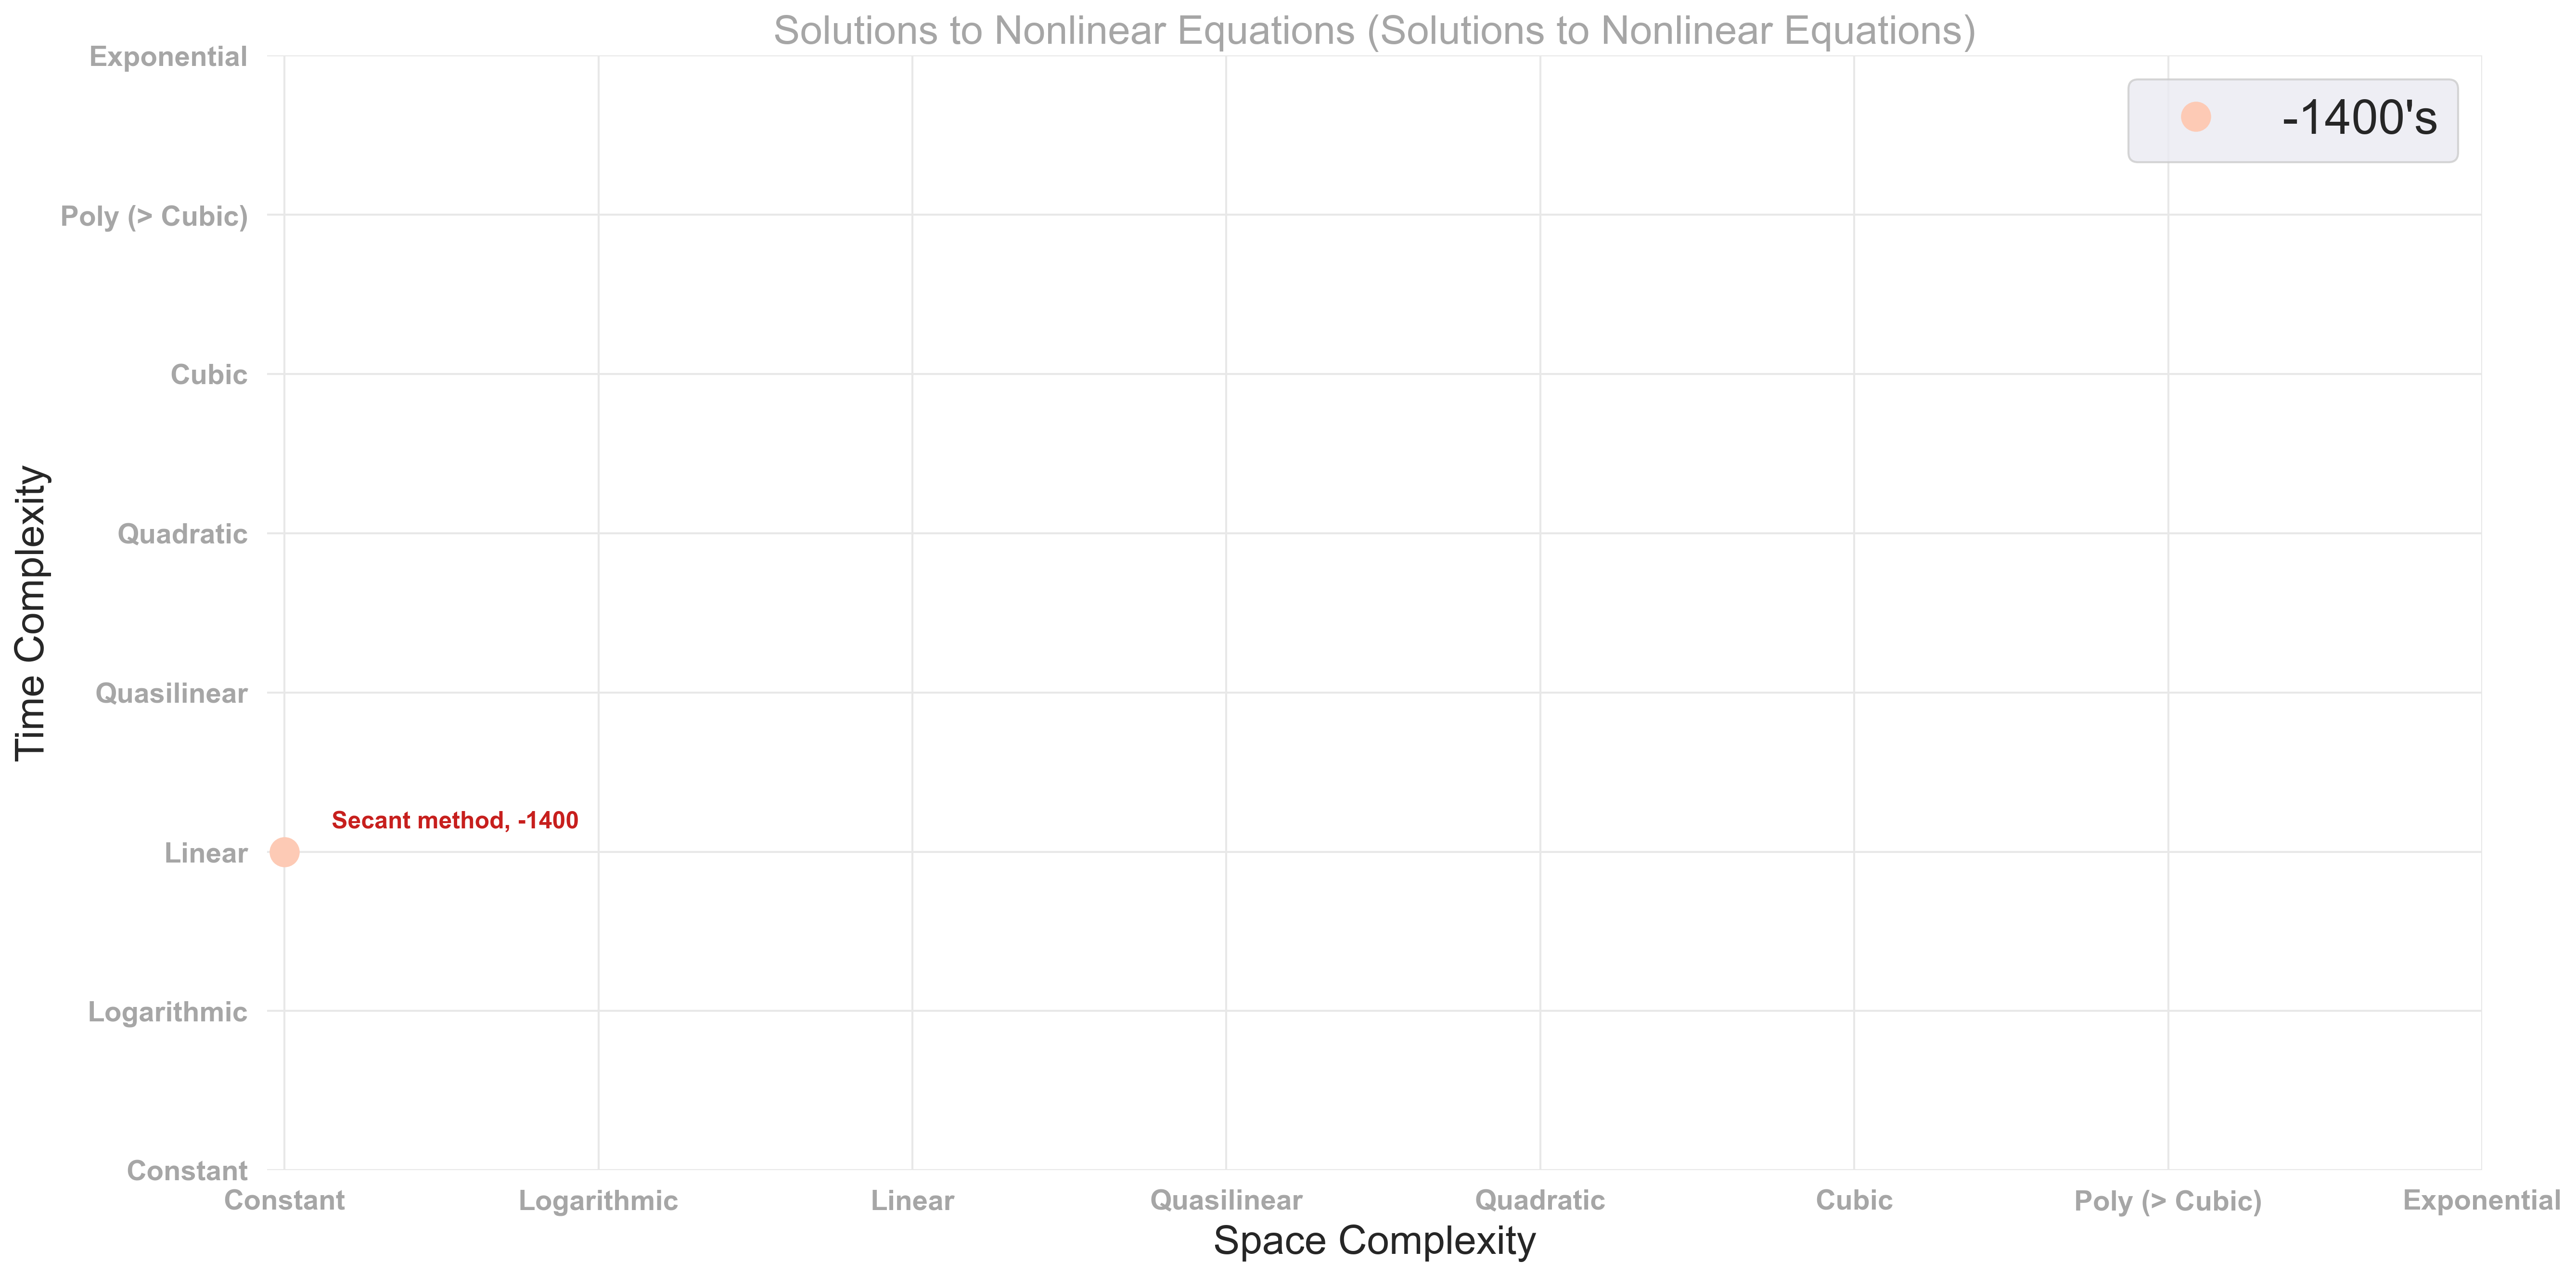 Solutions to Nonlinear Equations (Solutions to Nonlinear Equations)
-1400's
Time Complexity
Exponential
Poly (> Cubic)
Cubic
Quadratic
Quasilinear
Linear
Logarithmic
Constant
Secant method, -1400
Constant Logarithmic Linear Quasilinear Quadratic Cubic Poly (> Cubic) Exponential
Space Complexity